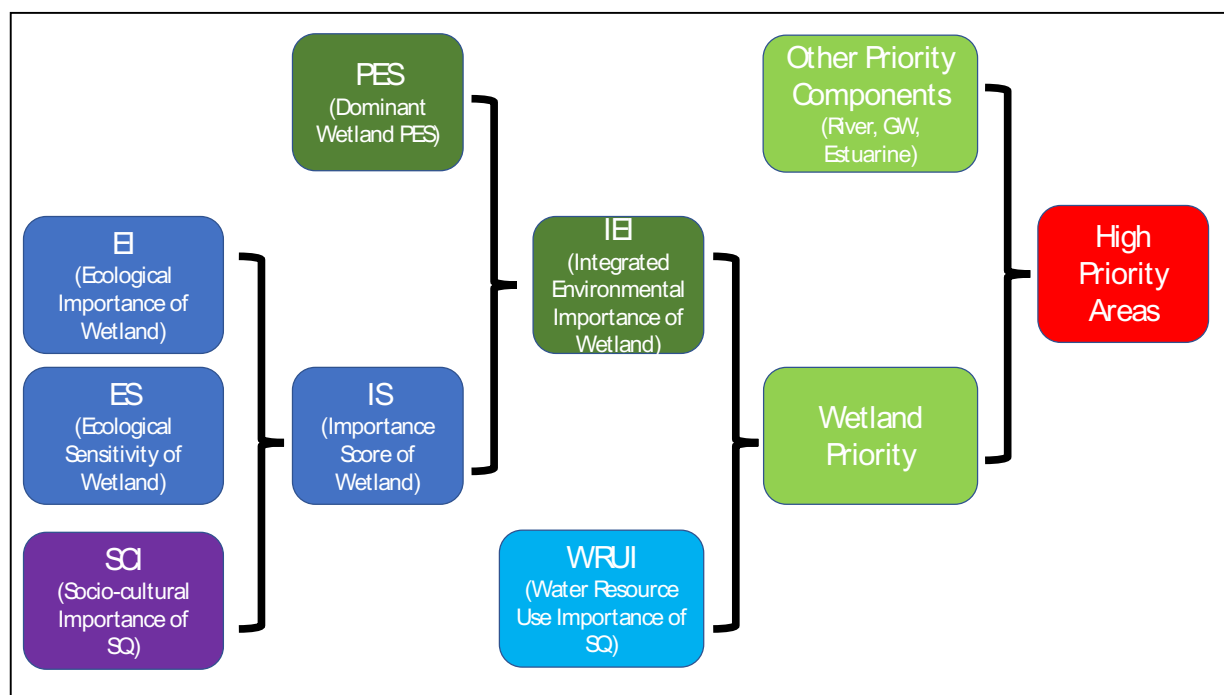 PES
(Dominant
Wetland PES)
Other Priority
Components
(River, GW,
Estuarine)
EI
(Ecological
Importance of
Wetland)
IEI
(Integrated
Environmental
Importance of
Wetland)
High
Priority
Areas
ES
(Ecological
Sensitivity of
Wetland)
IS
(Importance
Score of
Wetland)
Wetland
Priority
SCI
(Socio-cultural
Importance of
SQ)
WRUI
(Water Resource
Use Importance of
SQ)